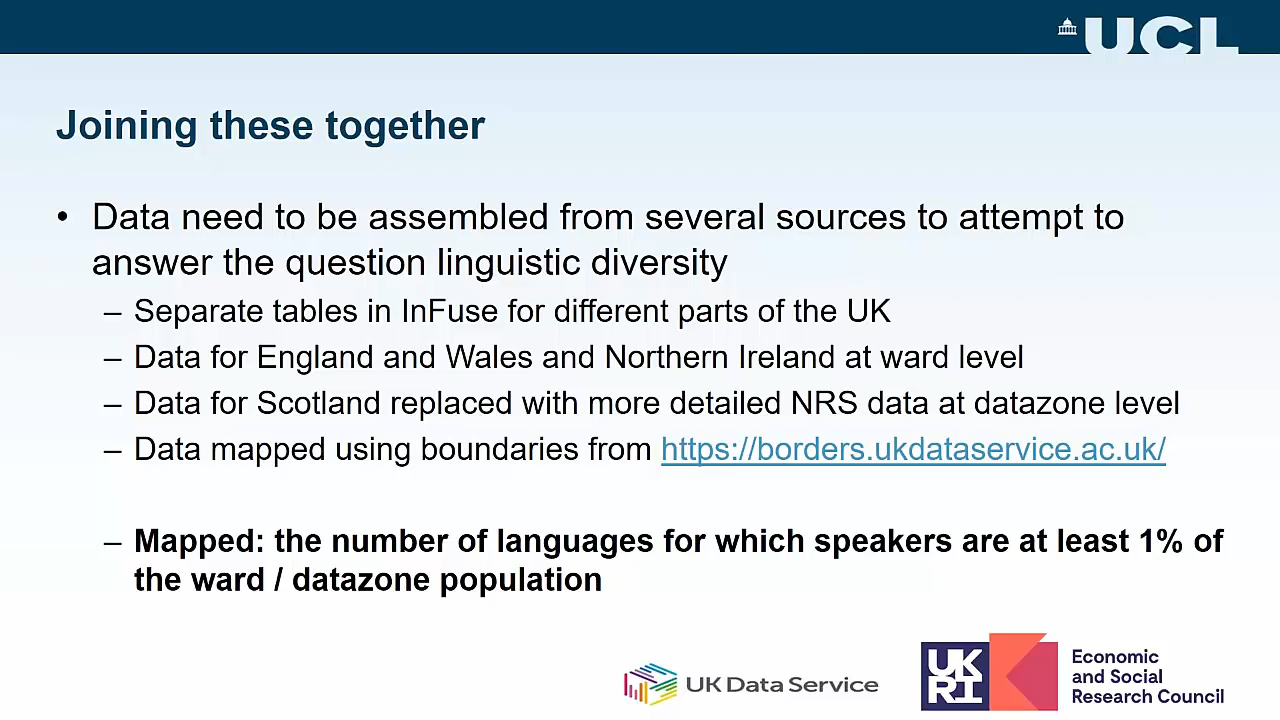 UCL
Joining these together
• Data need to be assembled from several sources to attempt to
answer the question linguistic diversity
– Separate tables in InFuse for different parts of the UK
– Data for England and Wales and Northern Ireland at ward level
– Data for Scotland replaced with more detailed NRS data at datazone level
– Data mapped using boundaries from https://borders.ukdataservice.ac.uk/
– Mapped: the number of languages for which speakers are at least 1% of
the ward / datazone population
UK Data Service
UK
RI
Economic
and Social
Research Council